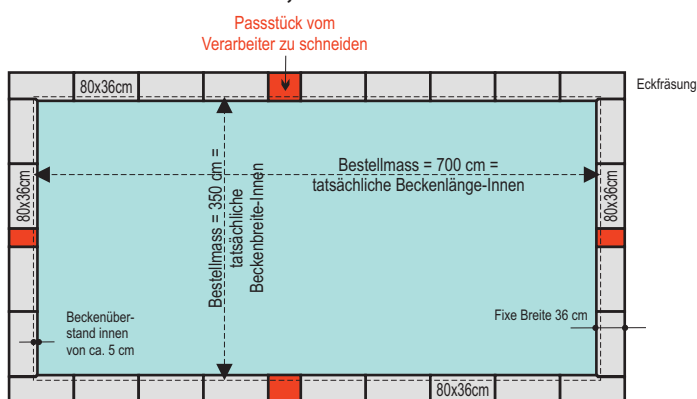 Passstück vom
Verarbeiter zu schneiden
80x36cm
Eckfräsung
Bestellmass = 700 cm =
tatsächliche Beckenlänge-Innen
80x36cm
80x36cm
Bestellmass = 350 cm =
tatsächliche
Beckenbreite-Innen
Beckenüber-
stand innen
von ca. 5 cm
Fixe Breite 36 cm
80x36cm